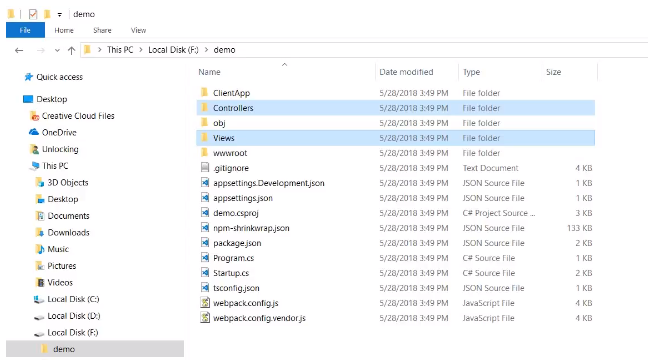 demo
File Home Share View
This PC > Local Disk (F:) > demo
Name Date modified Type Size
Quick access
Desktop
Creative Cloud Files
OneDrive
Unlocking
This PC
3D Objects
Desktop
Documents
Downloads
Music
Pictures
Videos
Local Disk (C:)
Local Disk (D:)
Local Disk (F:)
demo
ClientApp 5/28/2018 3:49 PM File folder
Controllers 5/28/2018 3:49 PM File folder
obj 5/28/2018 3:49 PM File folder
Views 5/28/2018 3:49 PM File folder
wwwroot 5/28/2018 3:49 PM File folder
.gitignore 5/28/2018 3:49 PM Text Document 4 KB
appsettings.Development.json 5/28/2018 3:49 PM JSON Source File 1 KB
appsettings.json 5/28/2018 3:49 PM JSON Source File 1 KB
demo.csproj 5/28/2018 3:49 PM C# Project Source ... 3 KB
npm-shrinkwrap.json 5/28/2018 3:49 PM JSON Source File 133 KB
package.json 5/28/2018 3:49 PM JSON Source File 2 KB
Program.cs 5/28/2018 3:49 PM C# Source File 1 KB
Startup.cs 5/28/2018 3:49 PM C# Source File 2 KB
tsconfig.json 5/28/2018 3:49 PM JSON Source File 1 KB
webpack.config.js 5/28/2018 3:49 PM JavaScript File 4 KB
webpack.config.vendor.js 5/28/2018 3:49 PM JavaScript File 4 KB